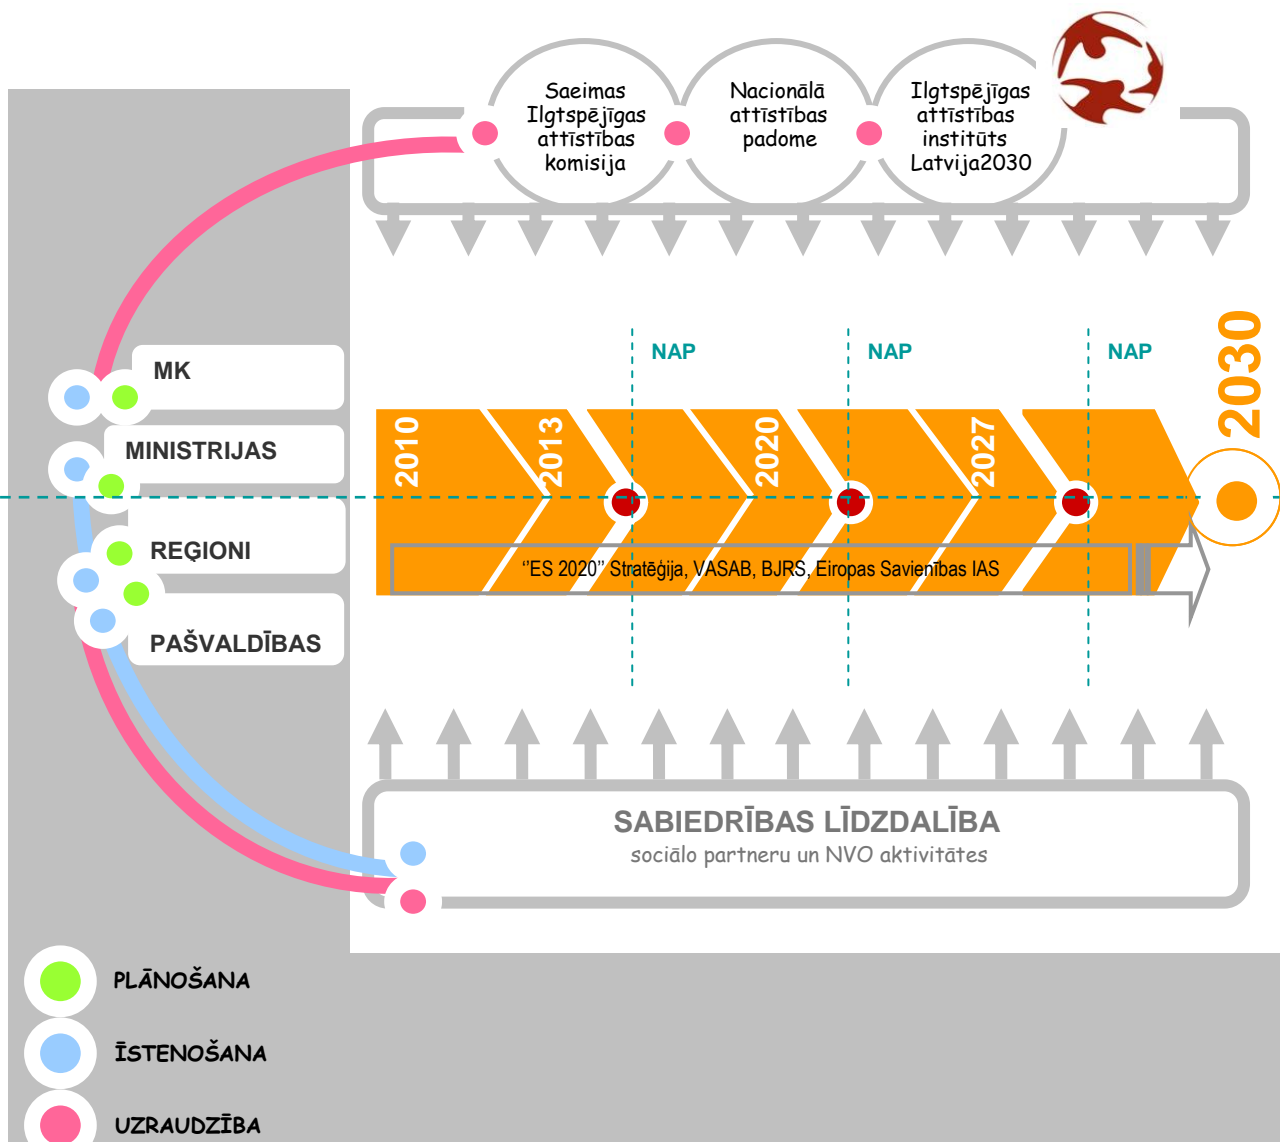 Saeimas
Ilgtspējīgas
attīstības
komisija
Nacionālā
attīstības
padome
Ilgtspējīgas
attīstības
institūts
Latvija2030
MK
MINISTRIJAS
REĢIONI
PAŠVALDĪBAS
NAP
NAP
NAP
2010
2013
2020
2027
2030
‘’ES 2020’’ Stratēģija, VASAB, BJRS, Eiropas Savienības IAS
SABIEDRĪBAS LĪDZDALĪBA
sociālo partneru un NVO aktivitātes
PLĀNOŠANA
ĪSTENOŠANA
UZRAUDZĪBA